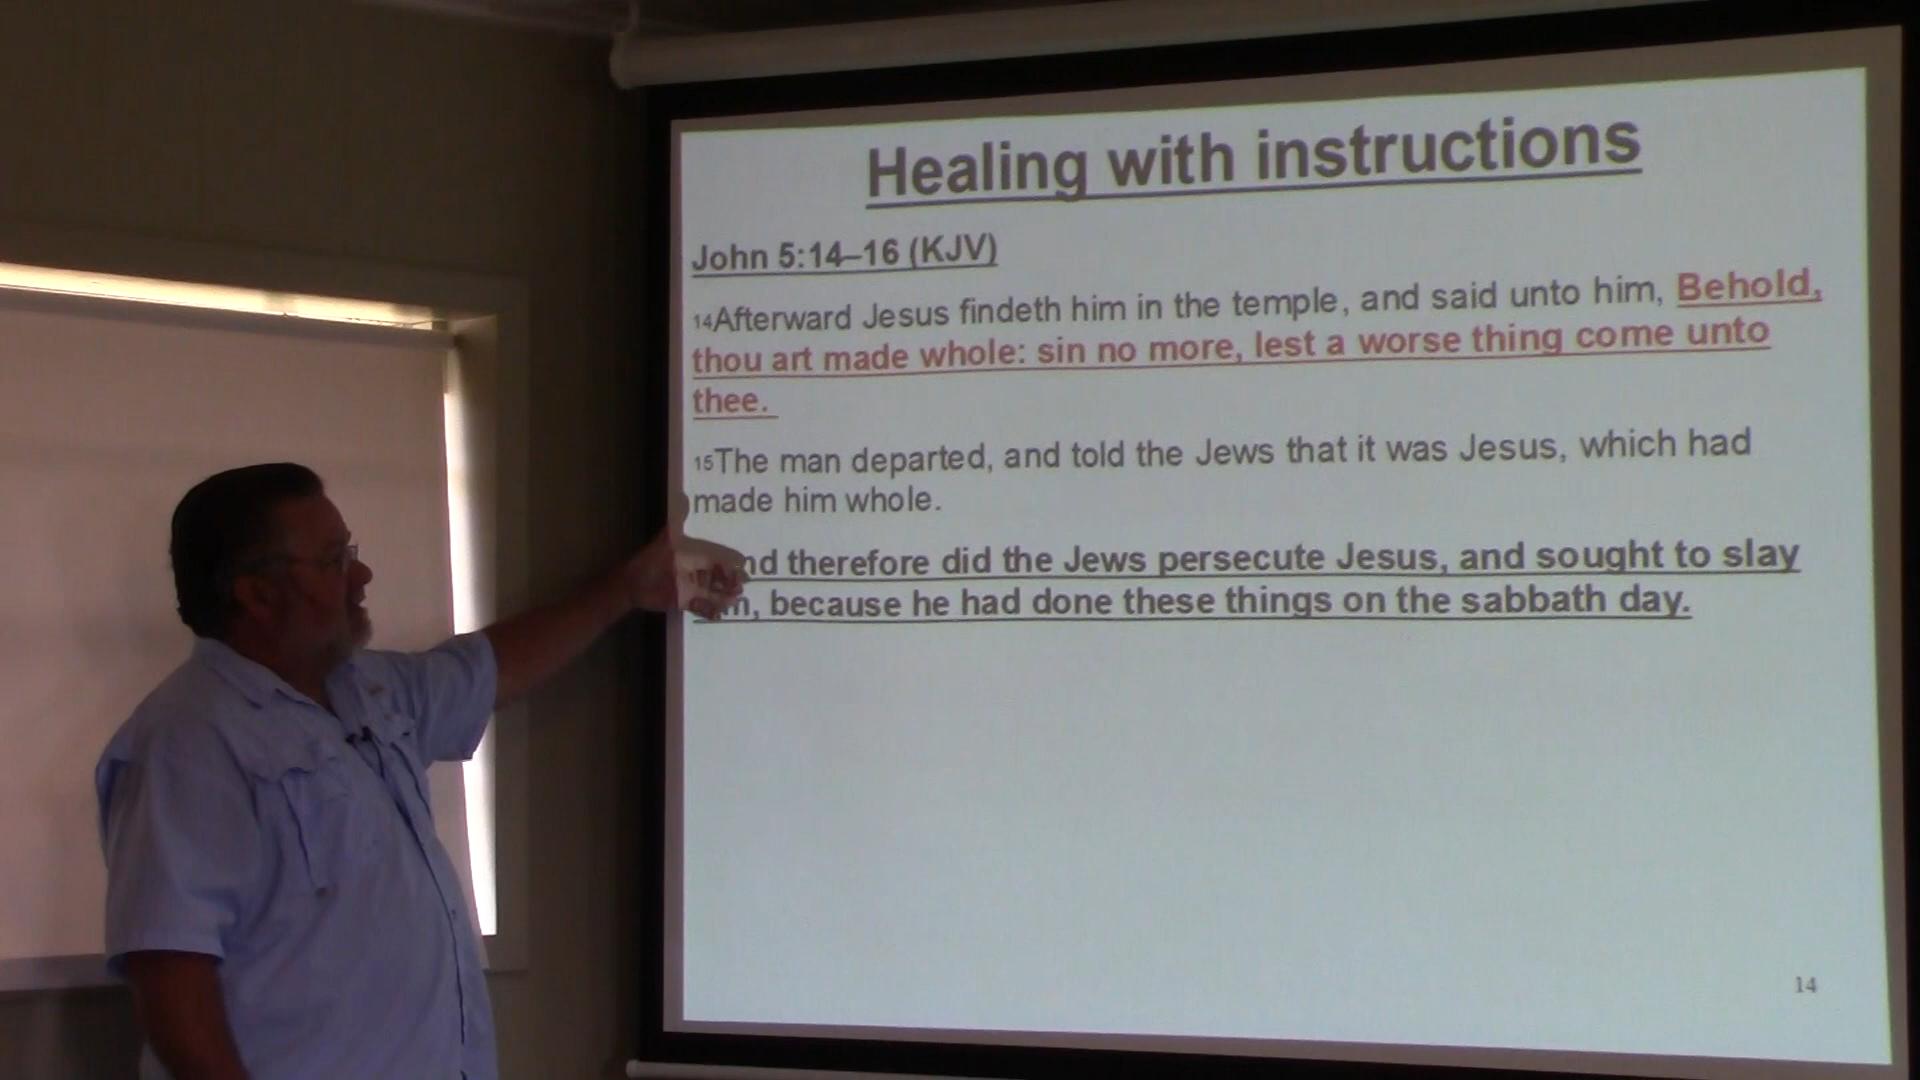 Healing with instructions
John 5:14–16 (KJV)
14Afterward Jesus findeth him in the temple, and said unto him, Behold,
thou art made whole: sin no more, lest a worse thing come unto
thee.
15The man departed, and told the Jews that it was Jesus, which had
made him whole.
therefore did the Jews persecute Jesus, and sought to slay
because he had done these things on the sabbath day.
14